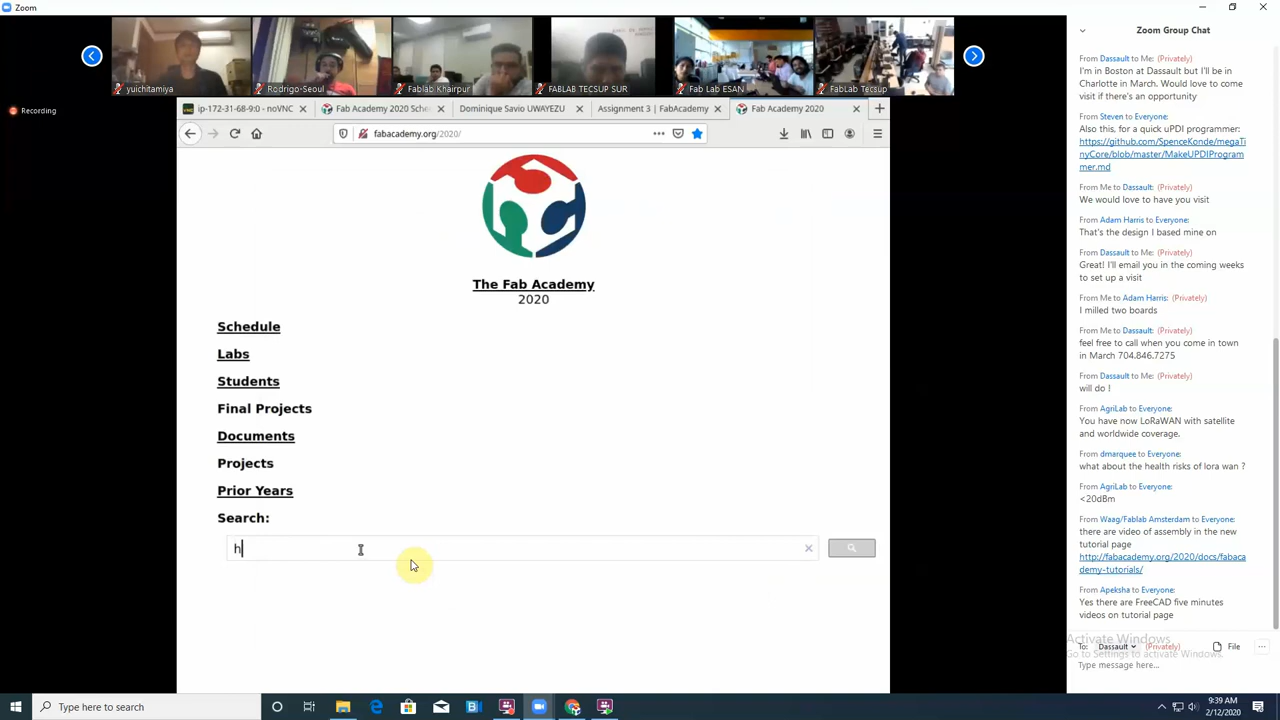 Zoom
yuichitamiya
Rodrigo-Seoul
Fablab Khairpur
FABLAB TECSUP SUR
Fab Lab ESAN
FabLab Tecsup
Recording
ip-172-31-68-9:0 - noVNC
Fab Academy 2020 Sche
Dominique Savio UWAYEZU
Assignment 3 | FabAcademy
Fab Academy 2020
fabacademy.org/2020/
The Fab Academy
2020
Schedule
Labs
Students
Final Projects
Documents
Projects
Prior Years
Search:
h
Zoom Group Chat
From Dassault to Me: (Privately)
I'm in Boston at Dassault but I'll be
in Charlotte in March. Would love to come
visit if there's an opportunity
From Steven to Everyone:
Also this, for a quick uPDI programmer:
https://github.com/SpenceKonde/megaTi
nyCore/blob/master/MakeUPDIProgram
mer.md
From Me to Dassault: (Privately)
We would love to have you visit
From Adam Harris to Everyone:
That's the design I based mine on
From Dassault to Me: (Privately)
Great! I'll email you in the coming weeks
to set up a visit
From Me to Adam Harris: (Privately)
I milled two boards
From Me to Dassault: (Privately)
feel free to call when you come in town
in March 704.846.7275
From Dassault to Me: (Privately)
will do !
From AgriLab to Everyone:
You have now LoRaWAN with satellite
and worldwide coverage.
From dmarquee to Everyone:
what about the health risks of lora wan ?
From AgriLab to Everyone:
<20dBm
From Waag/Fablab Amsterdam to Everyone:
there are video of assembly in the new
tutorial page
http://fabacademy.org/2020/docs/fabaca
demy-tutorials/
From Apeksha to Everyone:
Yes there are FreeCAD five minutes
videos on tutorial page
Activate Windows
Go to Settings to activate Windows.
To: Dassault (Privately) File
Type message here...
Type here to search
9:39 AM
2/12/2020